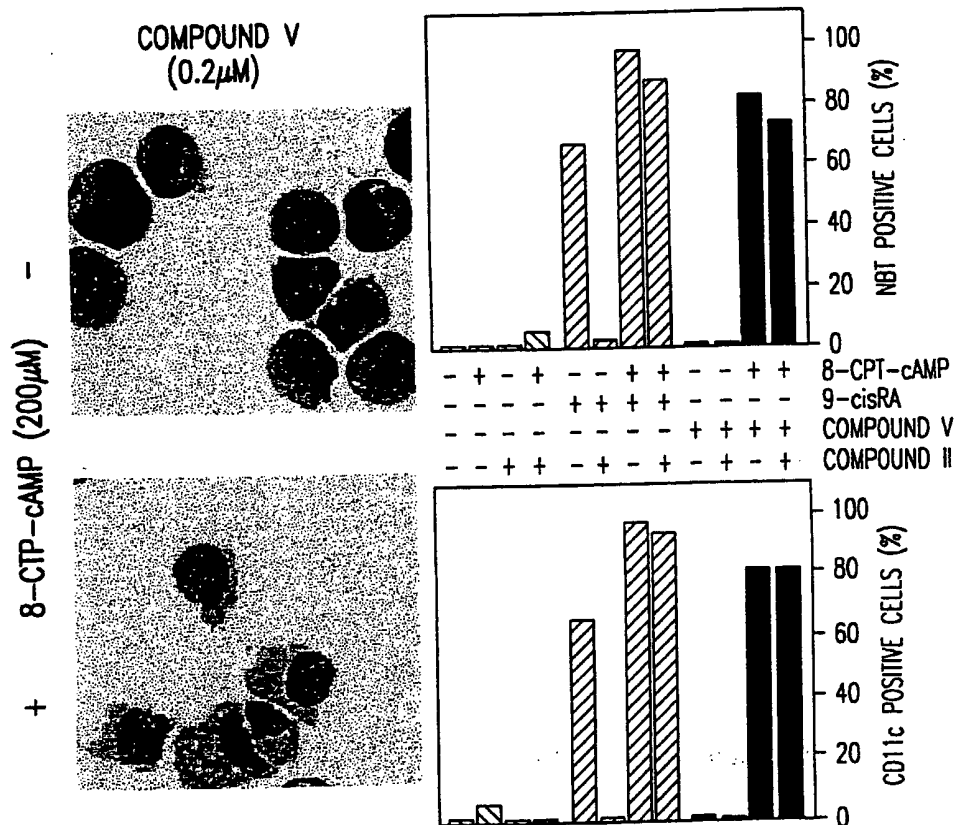 COMPOUND V
(0.2μM)
8-CTP-cAMP (200μM)
-
+
100
80
60
40
20
0
NBT POSITIVE CELLS (%)
- + - + - - + + - - + + 8-CPT-cAMP
- - - - + + + + - - - - 9-cisRA
- - - - - - - - + + + + COMPOUND V
- - + + - + - + - + - + COMPOUND II
100
80
60
40
20
0
CD11c POSITIVE CELLS (%)